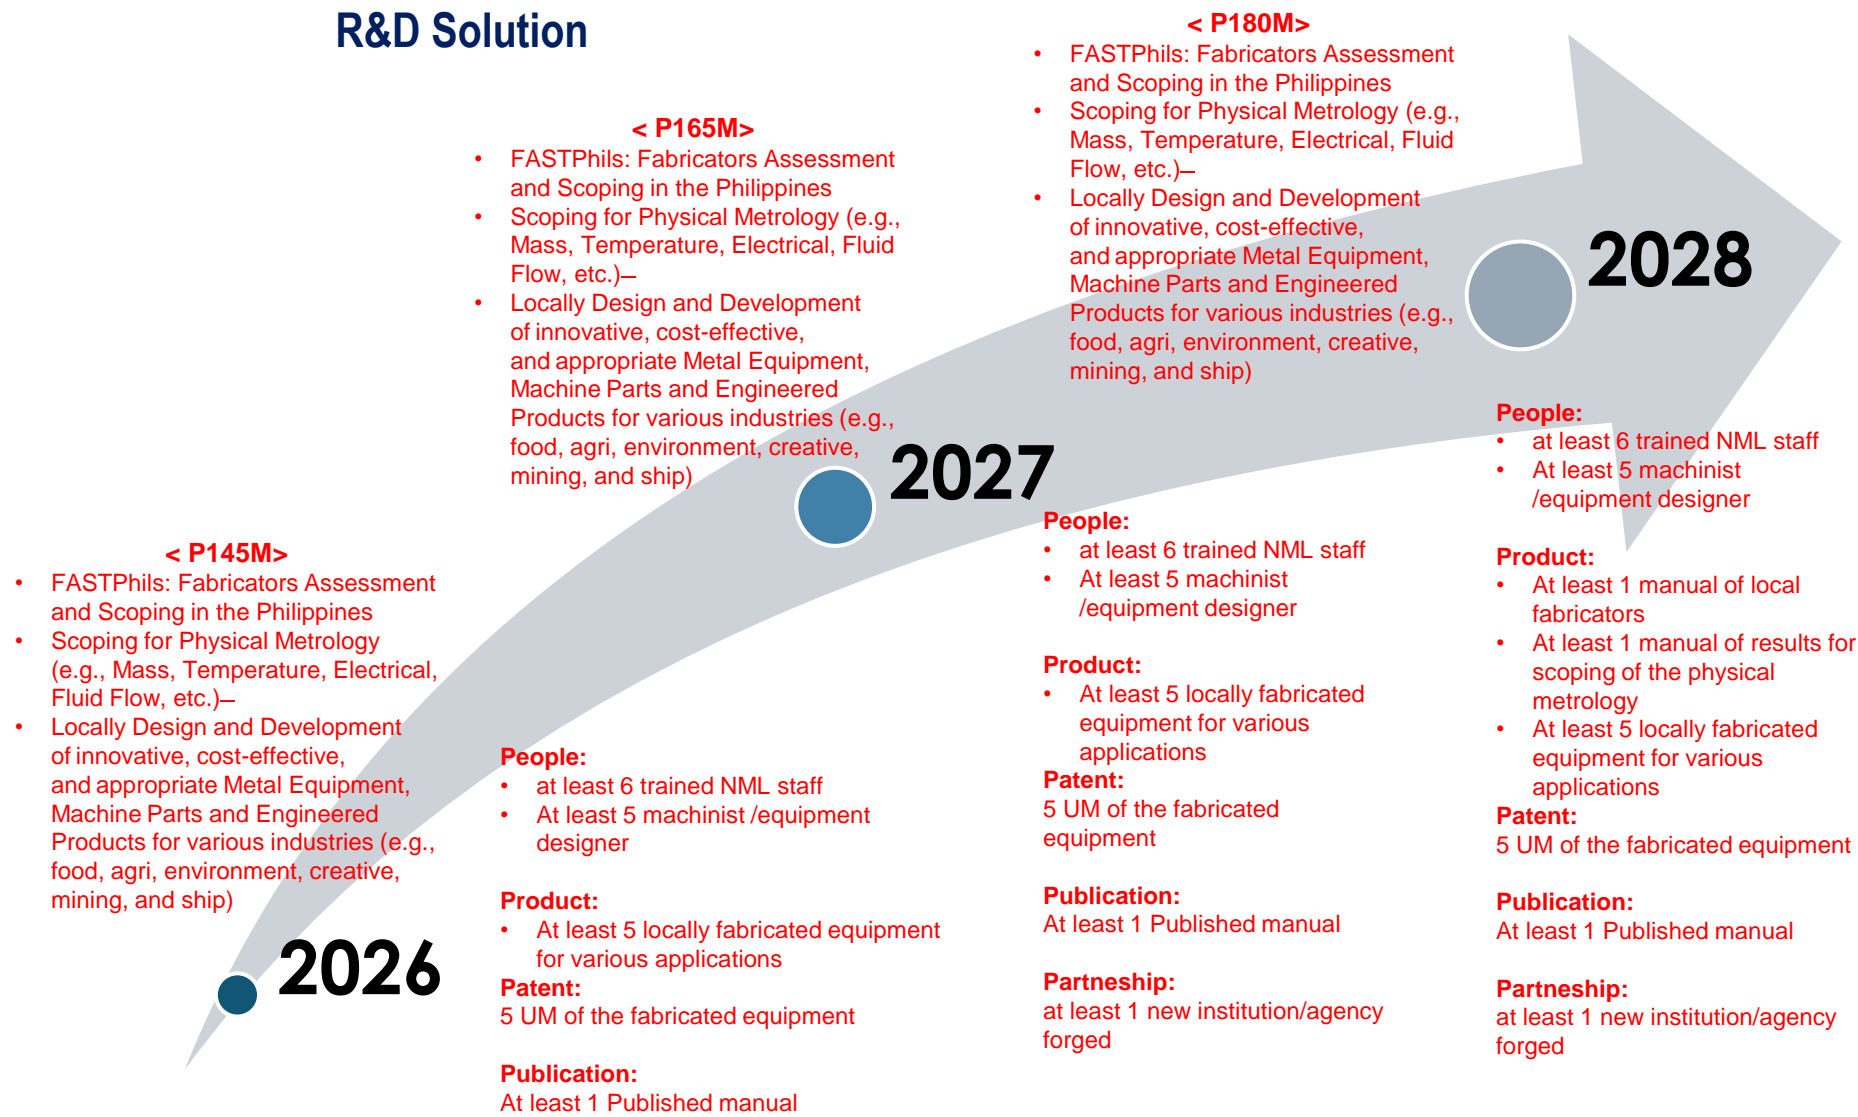 R&D Solution
< P145M>
• FASTPhils: Fabricators Assessment
and Scoping in the Philippines
• Scoping for Physical Metrology
(e.g., Mass, Temperature, Electrical,
Fluid Flow, etc.)–
• Locally Design and Development
of innovative, cost-effective,
and appropriate Metal Equipment,
Machine Parts and Engineered
Products for various industries (e.g.,
food, agri, environment, creative,
mining, and ship)
2026
People:
• at least 6 trained NML staff
• At least 5 machinist /equipment
designer
Product:
• At least 5 locally fabricated equipment
for various applications
Patent:
5 UM of the fabricated equipment
Publication:
At least 1 Published manual
< P165M>
• FASTPhils: Fabricators Assessment
and Scoping in the Philippines
• Scoping for Physical Metrology (e.g.,
Mass, Temperature, Electrical, Fluid
Flow, etc.)–
• Locally Design and Development
of innovative, cost-effective,
and appropriate Metal Equipment,
Machine Parts and Engineered
Products for various industries (e.g.,
food, agri, environment, creative,
mining, and ship)
2027
People:
• at least 6 trained NML staff
• At least 5 machinist
/equipment designer
Product:
• At least 5 locally fabricated
equipment for various
applications
Patent:
5 UM of the fabricated
equipment
Publication:
At least 1 Published manual
Partneship:
at least 1 new institution/agency
forged
< P180M>
• FASTPhils: Fabricators Assessment
and Scoping in the Philippines
• Scoping for Physical Metrology (e.g.,
Mass, Temperature, Electrical, Fluid
Flow, etc.)–
• Locally Design and Development
of innovative, cost-effective,
and appropriate Metal Equipment,
Machine Parts and Engineered
Products for various industries (e.g.,
food, agri, environment, creative,
mining, and ship)
2028
People:
• at least 6 trained NML staff
• At least 5 machinist
/equipment designer
Product:
• At least 1 manual of local
fabricators
• At least 1 manual of results for
scoping of the physical
metrology
• At least 5 locally fabricated
equipment for various
applications
Patent:
5 UM of the fabricated equipment
Publication:
At least 1 Published manual
Partneship:
at least 1 new institution/agency
forged